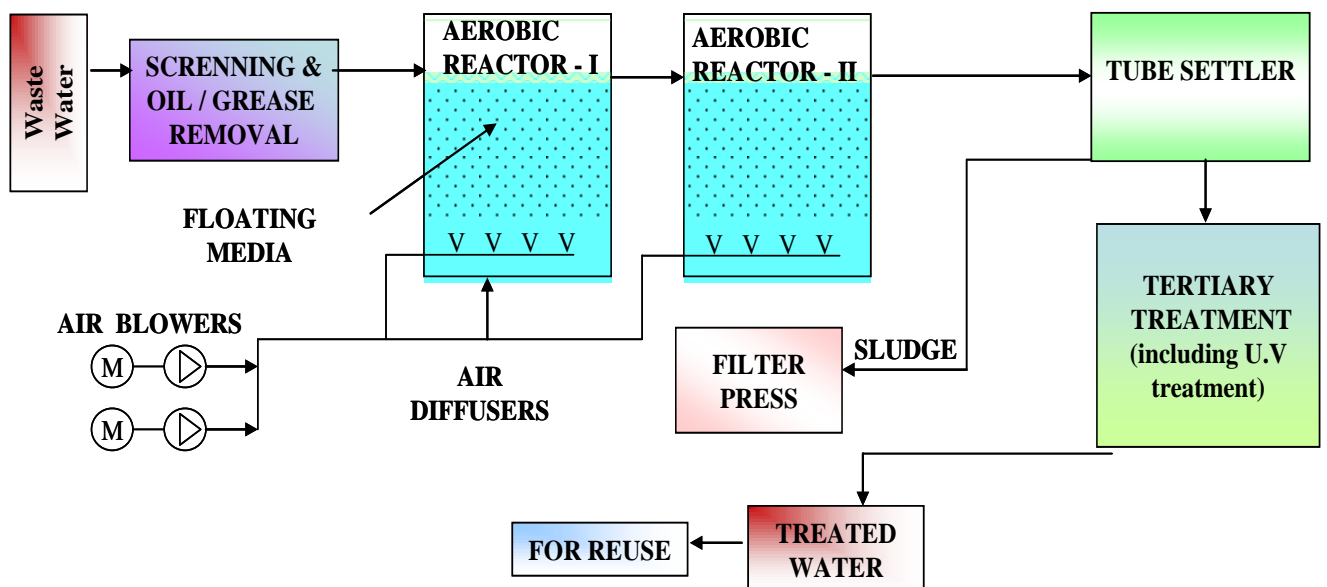 Waste
Water
SCRENNING &
OIL / GREASE
REMOVAL
AEROBIC
REACTOR - I
AEROBIC
REACTOR - II
TUBE SETTLER
FLOATING
MEDIA
V V V V
V V V V
AIR BLOWERS
M
M
AIR
DIFFUSERS
FILTER
PRESS
SLUDGE
TERTIARY
TREATMENT
(including U.V
treatment)
TREATED
WATER
FOR REUSE